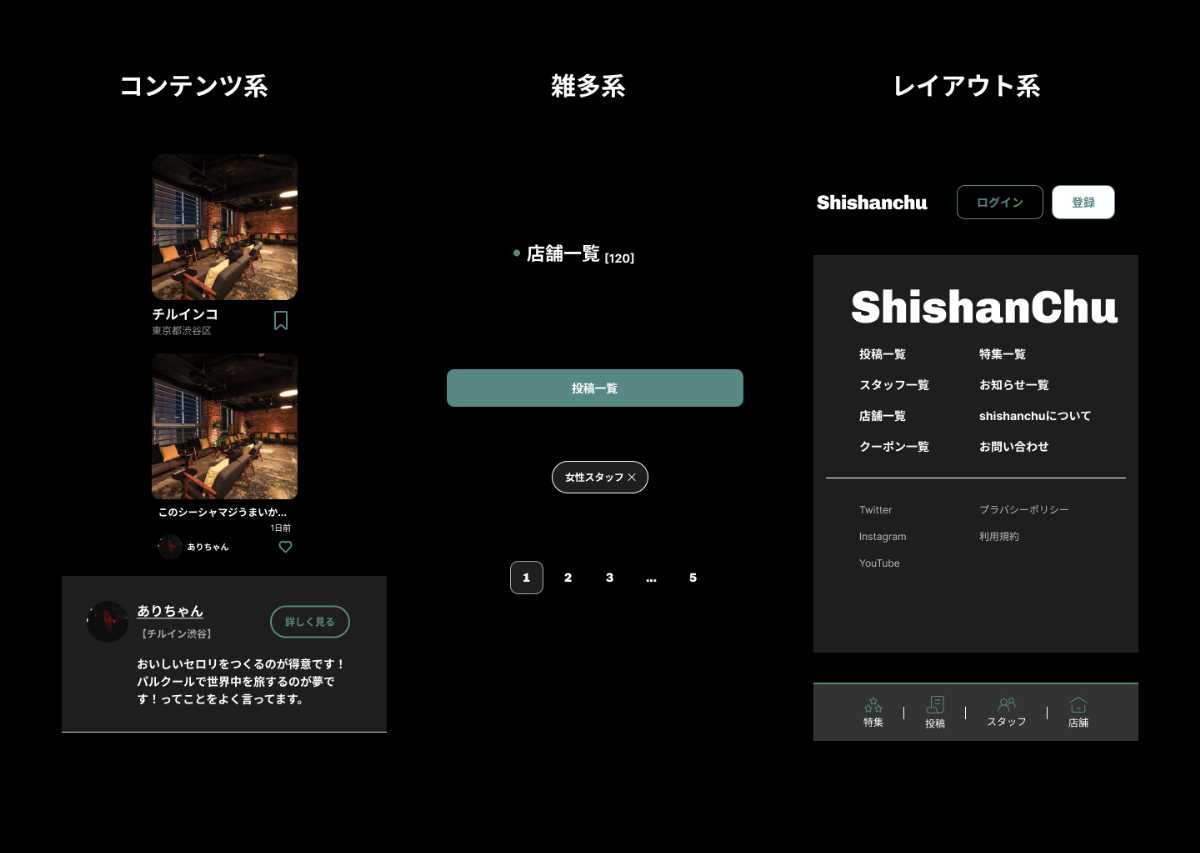 コンテンツ系
チルインコ
東京都渋谷区
このシーシャマジうまいか...
1日前
ありちゃん
ありちゃん
詳しく見る
【チルイン渋谷】
おいしいセロリをつくるのが得意です！
バルクールで世界中を旅するのが夢で
す！ってことをよく言ってます。
雑多系
店舗一覧 [120]
投稿一覧
女性スタッフ ×
1 2 3 ... 5
レイアウト系
Shishanchu ログイン 登録
ShishanChu
投稿一覧 特集一覧
スタッフ一覧 お知らせ一覧
店舗一覧 shishanchuについて
クーポン一覧 お問い合わせ
Twitter プラバシーポリシー
Instagram 利用規約
YouTube
特集 | 投稿 | スタッフ | 店舗